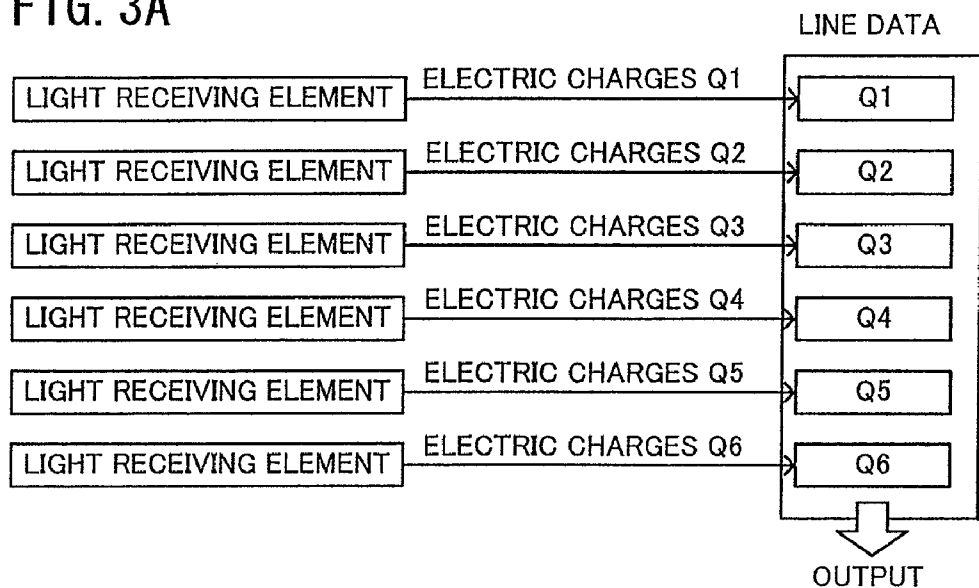 FIG. 3A
LINE DATA
LIGHT RECEIVING ELEMENT ELECTRIC CHARGES Q1 Q1
LIGHT RECEIVING ELEMENT ELECTRIC CHARGES Q2 Q2
LIGHT RECEIVING ELEMENT ELECTRIC CHARGES Q3 Q3
LIGHT RECEIVING ELEMENT ELECTRIC CHARGES Q4 Q4
LIGHT RECEIVING ELEMENT ELECTRIC CHARGES Q5 Q5
LIGHT RECEIVING ELEMENT ELECTRIC CHARGES Q6 Q6
OUTPUT